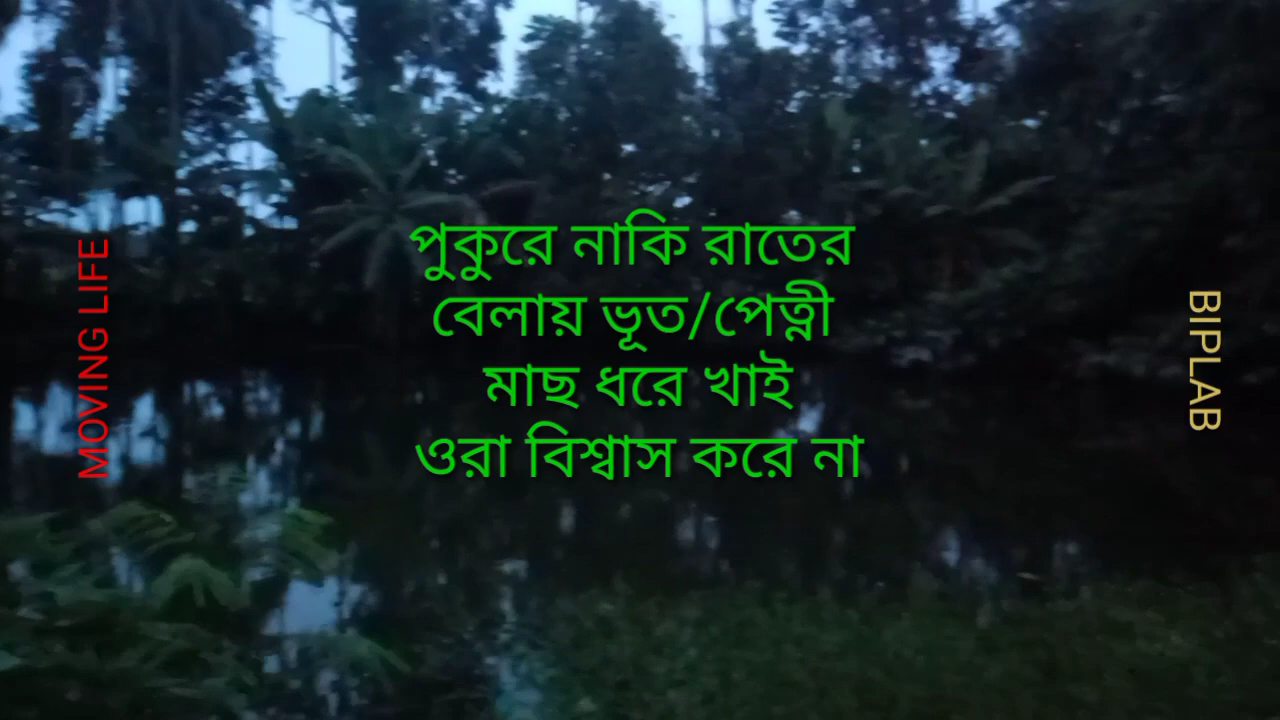 MOVING LIFE
পুকুরে নাকি রাতের
বেলায় ভূত/পেত্নী
মাছ ধরে খাই
ওরা বিশ্বাস করে না
BIPLAB